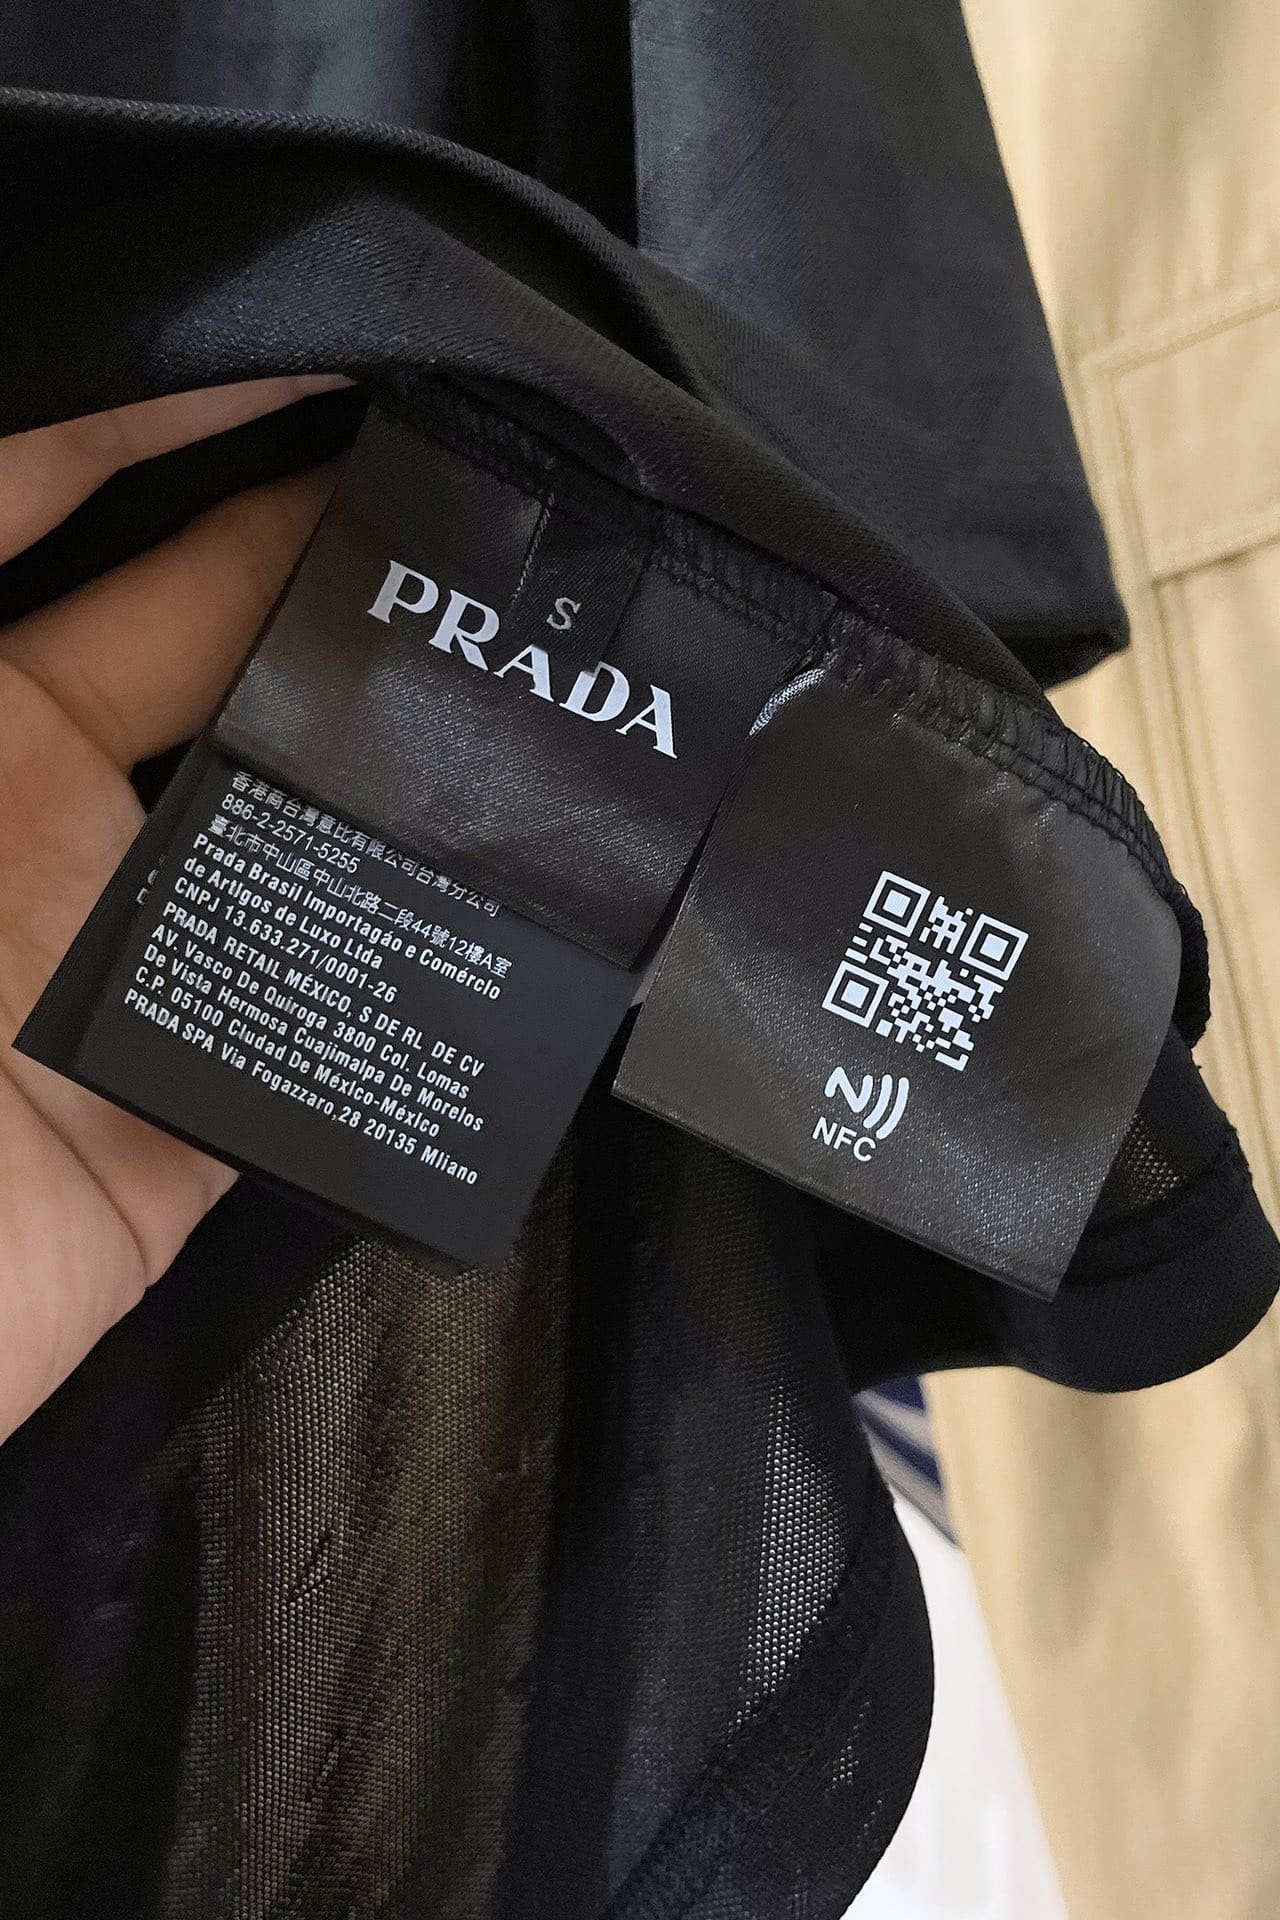 PRADA
S
香港商台灣意比有限公司台灣分公司
886-2-2571-5255
臺北市中山區中山北路二段44號12樓A室
Prada Brasil Importagáo e Comérclo
de Artlgos de Luxo Ltda
CNPJ 13.633.271/0001-26
PRADA RETAIL MÉXICO, S DE RL DE CV
AV. Vasco De Quiroga 3800 Col. Lomas
De Vista Hermosa Cuajimalpa De Morelos
C.P. 05100 Cludad De México-México
PRADA SPA Via Fogazzaro,28 20135 Mliano
NFC